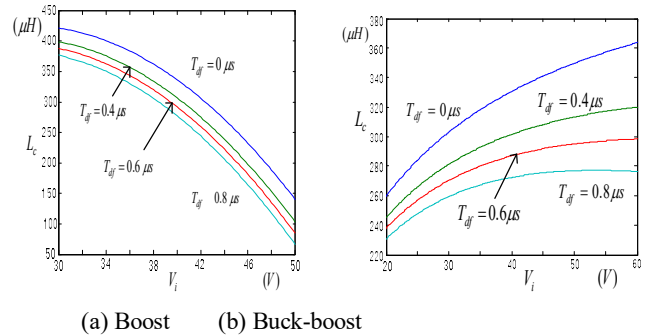 (μH)
450
400
350
300
250
200
150
100
50
L_c
T_df = 0 μs
T_df = 0.4 μs
T_df = 0.6 μs
T_df 0.8 μs
30
34
38
42
46
50
V_i
(V)
(μH)
380
360
340
320
300
280
260
240
220
L_c
T_df = 0 μs
T_df = 0.4 μs
T_df = 0.6 μs
T_df = 0.8 μs
20
30
40
50
60
V_i
(V)
(a) Boost (b) Buck-boost